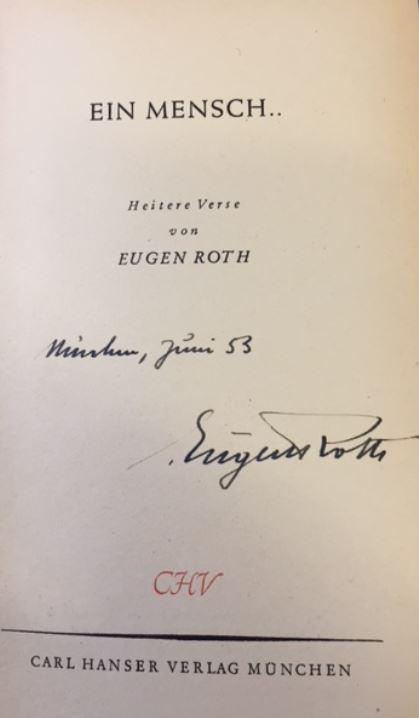 EIN MENSCH..
Heitere Verse
von
EUGEN ROTH
München, Juni 53
Eugen Roth
CHV
CARL HANSER VERLAG MÜNCHEN